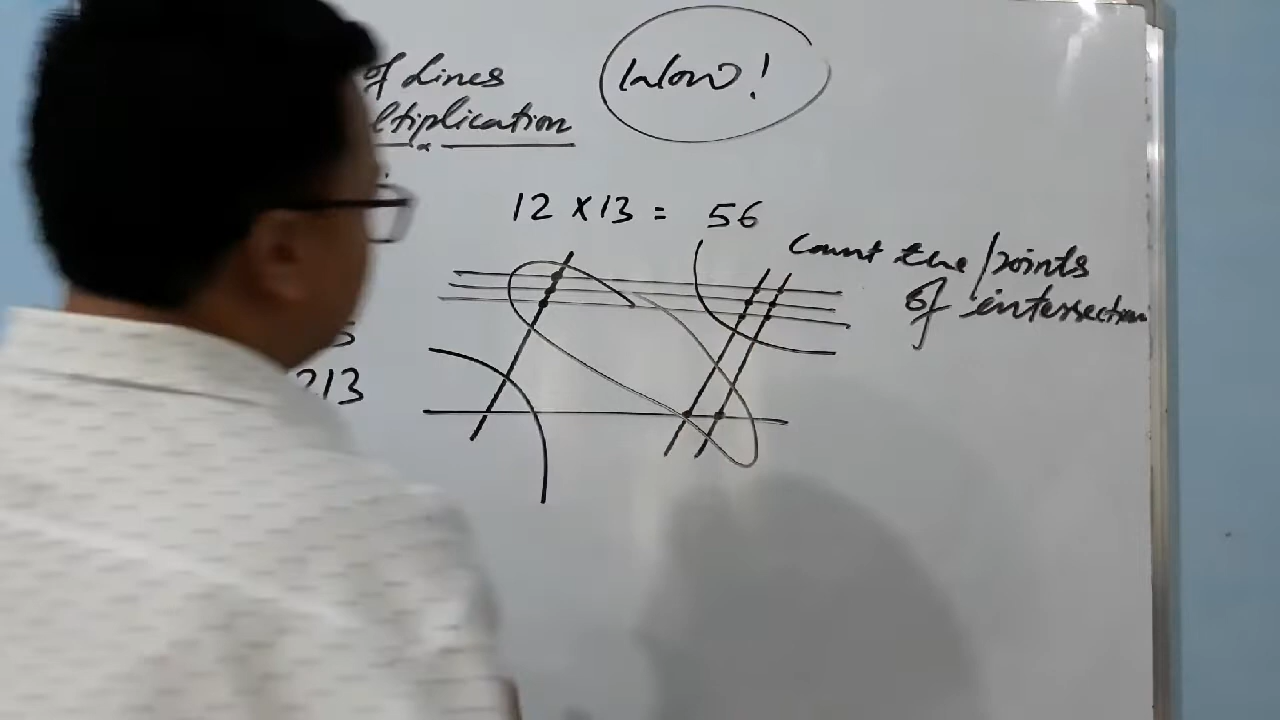 of Lines
ltiplication
Wow!
12 x 13 = 56
Count the points
of intersection
213